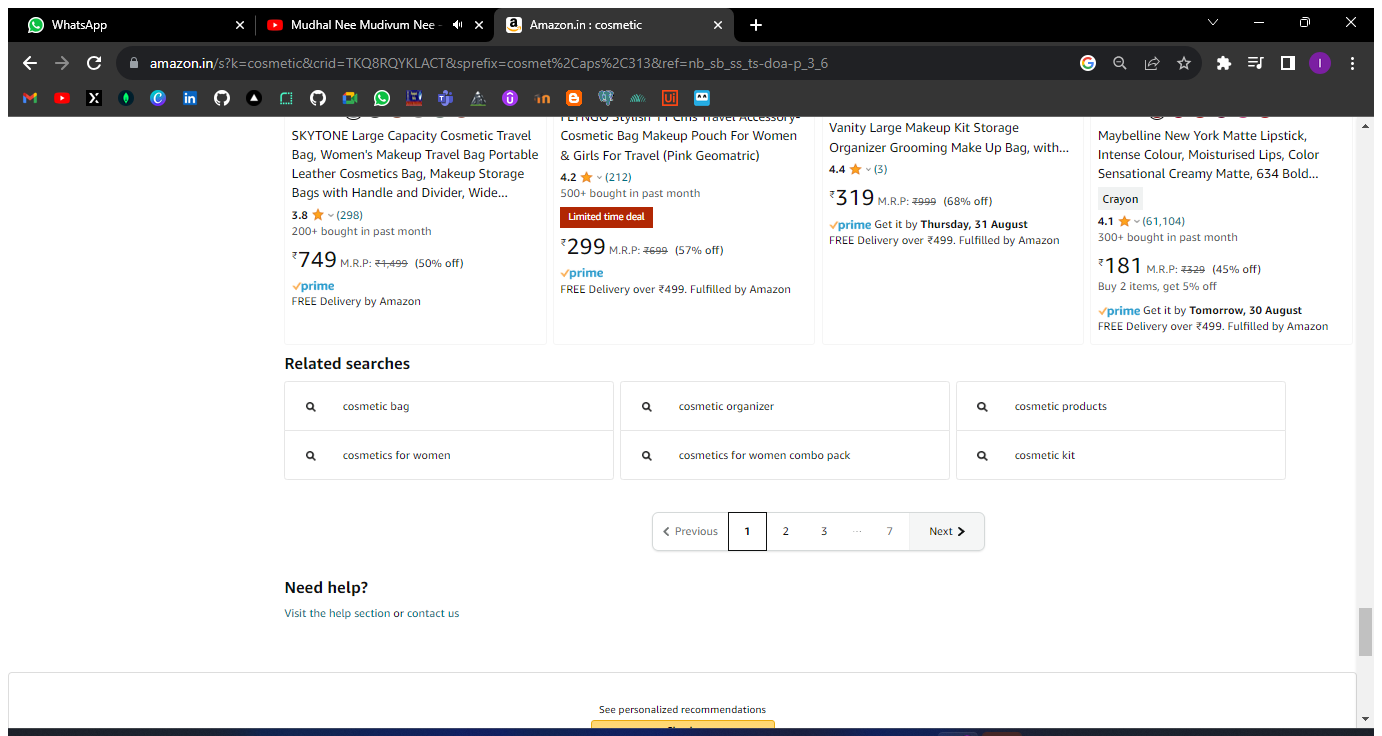 WhatsApp
Mudhal Nee Mudivum Nee -
Amazon.in : cosmetic
amazon.in/s?k=cosmetic&crid=TKQ8RQYKLACT&sprefix=cosmet%2Caps%2C313&ref=nb_sb_ss_ts-doa-p_3_6
I
SKYTONE Large Capacity Cosmetic Travel
Bag, Women's Makeup Travel Bag Portable
Leather Cosmetics Bag, Makeup Storage
Bags with Handle and Divider, Wide...
3.8 (298)
200+ bought in past month
₹749 M.R.P: ₹1,499 (50% off)
prime
FREE Delivery by Amazon
Stylish 11 Cms Travel Accessory-
Cosmetic Bag Makeup Pouch For Women
& Girls For Travel (Pink Geomatric)
4.2 (212)
500+ bought in past month
Limited time deal
₹299 M.R.P: ₹699 (57% off)
prime
FREE Delivery over ₹499. Fulfilled by Amazon
Vanity Large Makeup Kit Storage
Organizer Grooming Make Up Bag, with...
4.4 (3)
₹319 M.R.P: ₹999 (68% off)
prime Get it by Thursday, 31 August
FREE Delivery over ₹499. Fulfilled by Amazon
Maybelline New York Matte Lipstick,
Intense Colour, Moisturised Lips, Color
Sensational Creamy Matte, 634 Bold...
Crayon
4.1 (61,104)
300+ bought in past month
₹181 M.R.P: ₹329 (45% off)
Buy 2 items, get 5% off
prime Get it by Tomorrow, 30 August
FREE Delivery over ₹499. Fulfilled by Amazon
Related searches
cosmetic bag
cosmetic organizer
cosmetic products
cosmetics for women
cosmetics for women combo pack
cosmetic kit
Previous 1 2 3 ... 7 Next
Need help?
Visit the help section or contact us
See personalized recommendations